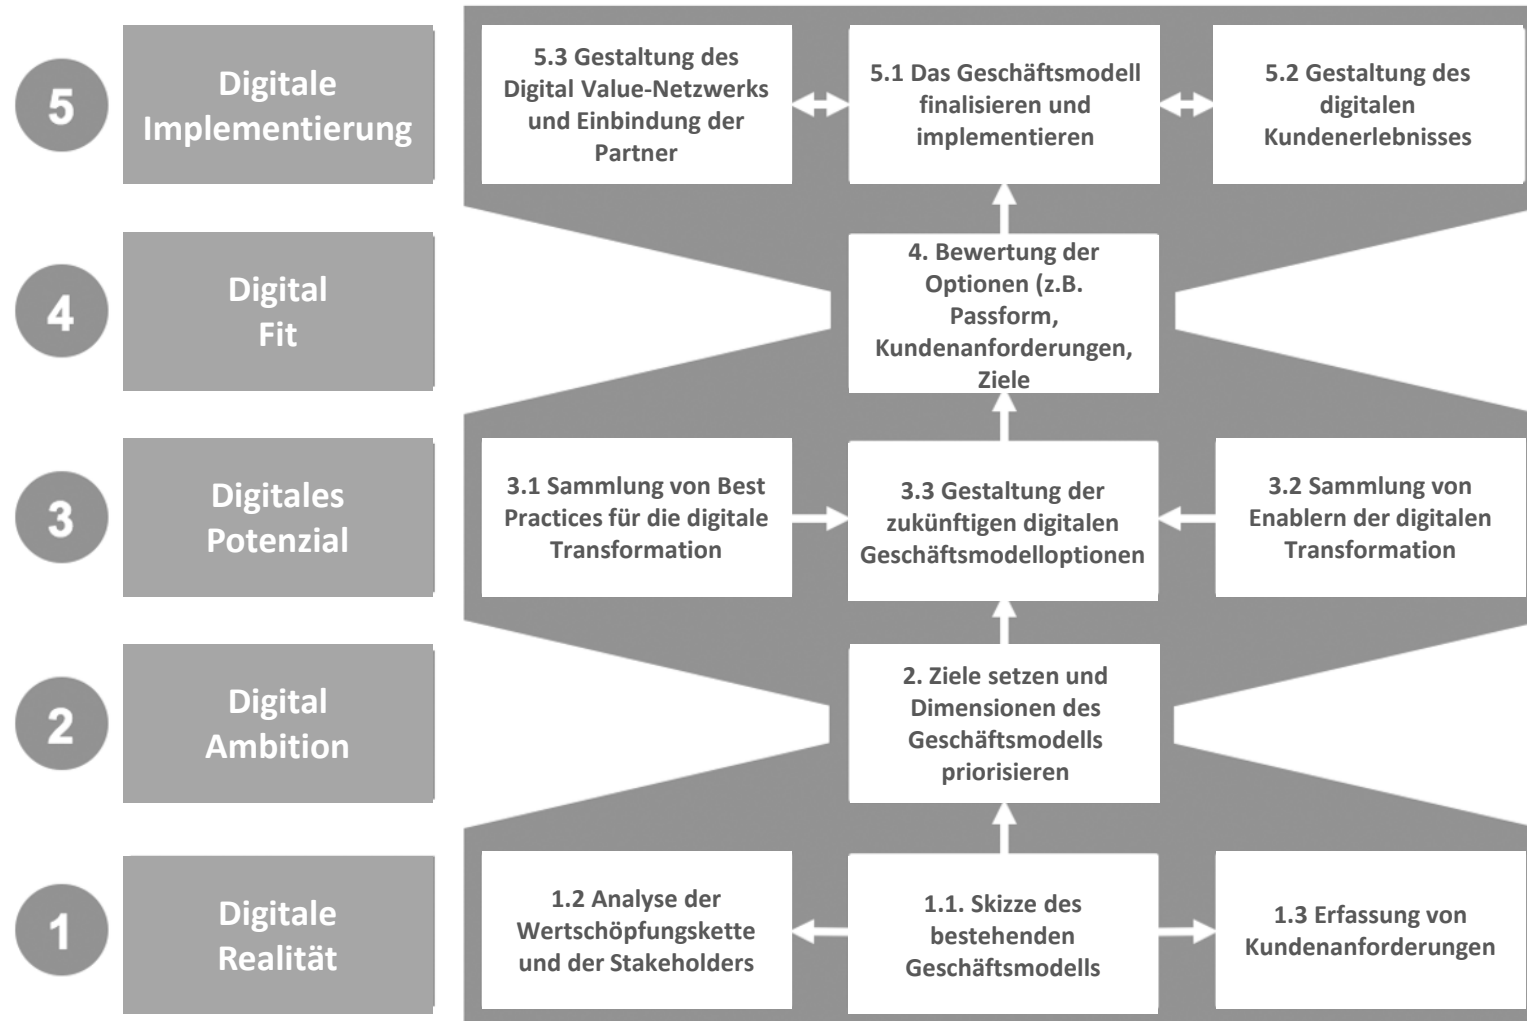 5
Digitale
Implementierung
5.3 Gestaltung des
Digital Value-Netzwerks
und Einbindung der
Partner
5.1 Das Geschäftsmodell
finalisieren und
implementieren
5.2 Gestaltung des
digitalen
Kundenerlebnisses
4
Digital
Fit
4. Bewertung der
Optionen (z.B.
Passform,
Kundenanforderungen,
Ziele
3
Digitales
Potenzial
3.1 Sammlung von Best
Practices für die digitale
Transformation
3.3 Gestaltung der
zukünftigen digitalen
Geschäftsmodelloptionen
3.2 Sammlung von
Enablern der digitalen
Transformation
2
Digital
Ambition
2. Ziele setzen und
Dimensionen des
Geschäftsmodells
priorisieren
1
Digitale
Realität
1.2 Analyse der
Wertschöpfungskette
und der Stakeholders
1.1. Skizze des
bestehenden
Geschäftsmodells
1.3 Erfassung von
Kundenanforderungen